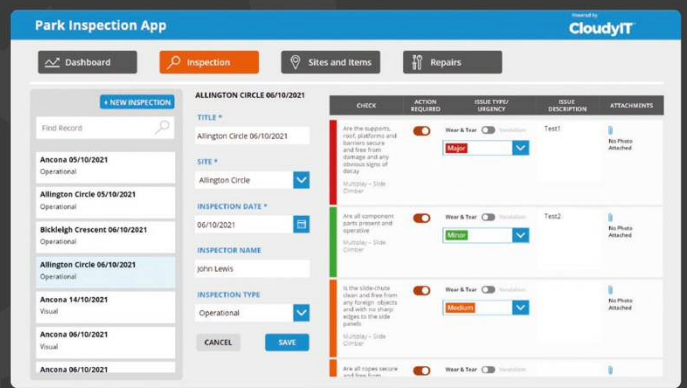 Park Inspection App
Powered by
CloudyIT
Dashboard
Inspection
Sites and Items
Repairs
+ NEW INSPECTION
Find Record
Ancona 05/10/2021
Operational
Allington Circle 05/10/2021
Operational
Bickleigh Crescent 06/10/2021
Operational
Allington Circle 06/10/2021
Operational
Ancona 14/10/2021
Visual
Ancona 06/10/2021
Visual
Ancona 06/10/2021
ALLINGTON CIRCLE 06/10/2021
TITLE *
Allington Circle 06/10/2021
SITE *
Allington Circle
INSPECTION DATE *
06/10/2021
INSPECTOR NAME
John Lewis
INSPECTION TYPE
Operational
CANCEL
SAVE
CHECK
ACTION REQUIRED
ISSUE TYPE/ URGENCY
ISSUE DESCRIPTION
ATTACHMENTS
Are the supports,
roof, platforms and
barriers secure
and free from
damage and any
obvious signs of
decay
Multiplay - Slide
Climber
Wear & Tear
Vandalism
Major
Test1
No Photo
Attached
Are all component
parts present and
operative
Multiplay - Slide
Climber
Wear & Tear
Vandalism
Minor
Test2
No Photo
Attached
Is the slide-chute
clean and free from
any foreign objects
and with no sharp
edges to the side
panels
Multiplay - Slide
Climber
Wear & Tear
Vandalism
Medium
No Photo
Attached
Are all ropes secure
and free from
Wear & Tear
Vandalism